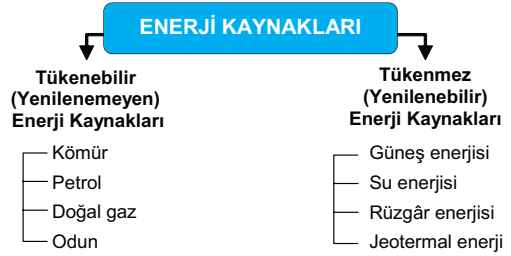 ENERJİ KAYNAKLARI
Tükenebilir
(Yenilenemeyen)
Enerji Kaynakları
Kömür
Petrol
Doğal gaz
Odun
Tükenmez
(Yenilenebilir)
Enerji Kaynakları
Güneş enerjisi
Su enerjisi
Rüzgâr enerjisi
Jeotermal enerji